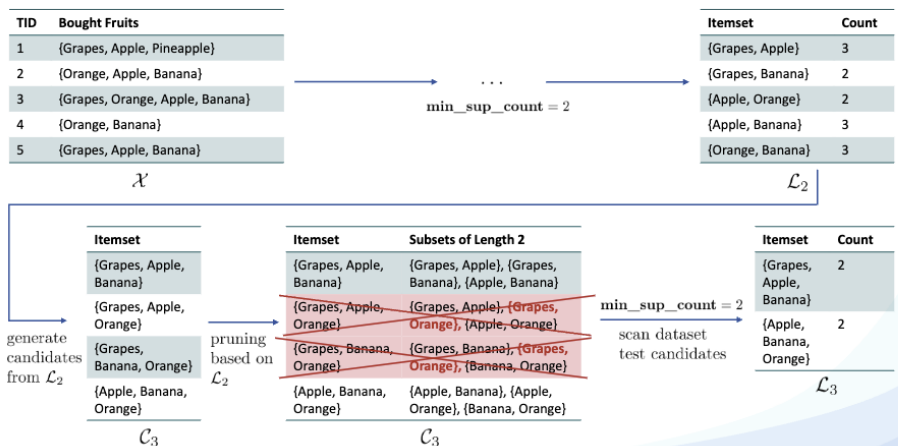 TID Bought Fruits
1 {Grapes, Apple, Pineapple}
2 {Orange, Apple, Banana}
3 {Grapes, Orange, Apple, Banana}
4 {Orange, Banana}
5 {Grapes, Apple, Banana}
𝒳
. . .
min_sup_count = 2
Itemset Count
{Grapes, Apple} 3
{Grapes, Banana} 2
{Apple, Orange} 2
{Apple, Banana} 3
{Orange, Banana} 3
ℒ₂
generate
candidates
from ℒ₂
Itemset
{Grapes, Apple,
Banana}
{Grapes, Apple,
Orange}
{Grapes,
Banana, Orange}
{Apple, Banana,
Orange}
𝒞₃
pruning
based on
ℒ₂
Itemset Subsets of Length 2
{Grapes, Apple, {Grapes, Apple}, {Grapes,
Banana} Banana}, {Apple, Banana}
{Grapes, Apple, {Grapes, Apple}, {Grapes,
Orange} Orange}, {Apple, Orange}
{Grapes, Banana, {Grapes, Banana}, {Grapes,
Orange} Orange}, {Banana, Orange}
{Apple, Banana, {Apple, Banana}, {Apple,
Orange} Orange}, {Banana, Orange}
𝒞₃
min_sup_count = 2
scan dataset
test candidates
Itemset Count
{Grapes, 2
Apple,
Banana}
{Apple, 2
Banana,
Orange}
ℒ₃